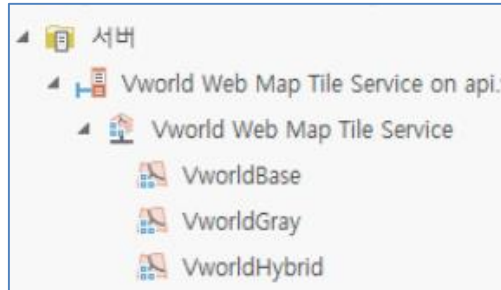 서버
Vworld Web Map Tile Service on api.
Vworld Web Map Tile Service
VworldBase
VworldGray
VworldHybrid